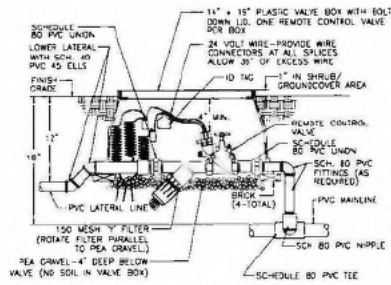 14" x 19" PLASTIC VALVE BOX WITH BOLT
DOWN LID. ONE REMOTE CONTROL VALVE
PER BOX
SCHEDULE
80 PVC UNION
24 VOLT WIRE-PROVIDE WIRE
CONNECTORS AT ALL SPLICES
ALLOW 36" OF EXCESS WIRE
LOWER LATERAL
WITH SCH. 40
PVC 45 ELLS
ID TAG
1" IN SHRUB/
GROUNDCOVER AREA
FINISH
GRADE
4"
MIN.
REMOTE CONTROL
VALVE
12"
18"
SCHEDULE
80 PVC UNION
SCH. 80 PVC
FITTINGS (AS
REQUIRED)
BRICK
(4-TOTAL)
PVC LATERAL LINE
PVC MAINLINE
150 MESH 'Y' FILTER
(ROTATE FILTER PARALLEL
TO PEA GRAVEL.)
PEA GRAVEL-4" DEEP BELOW
VALVE (NO SOIL IN VALVE BOX)
SCH 80 PVC NIPPLE
SCHEDULE 80 PVC TEE